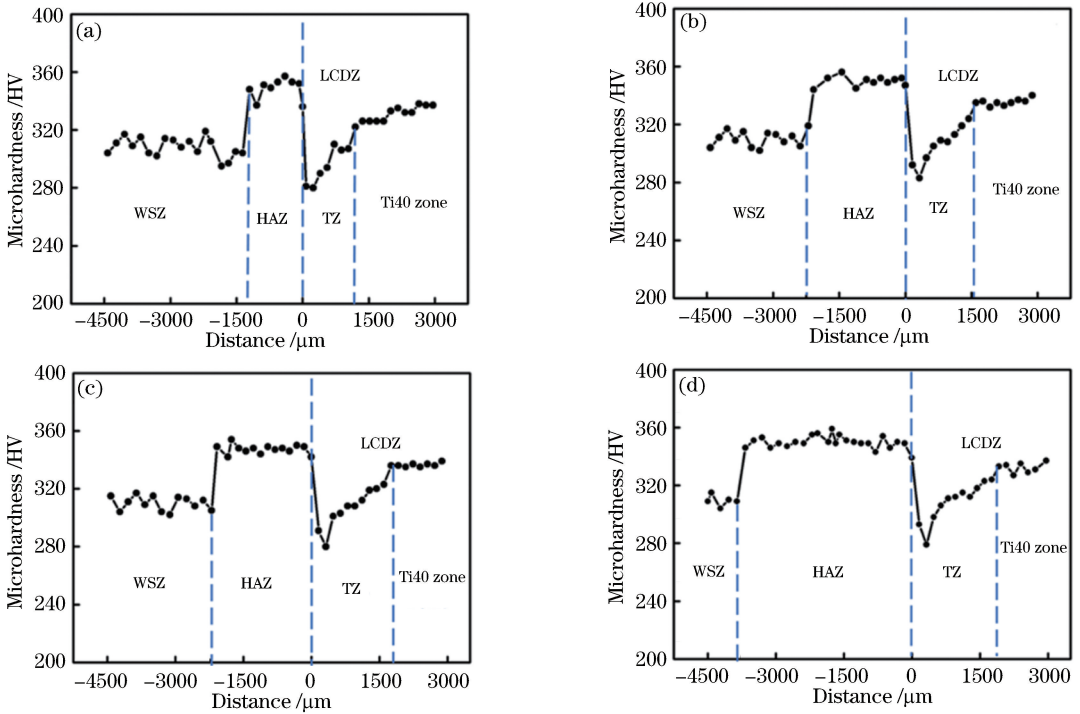 (a)
400
360
320
280
240
200
Microhardness /HV
LCDZ
WSZ
HAZ
TZ
Ti40 zone
−4500 −3000 −1500 0 1500 3000
Distance /μm
(b)
400
360
320
280
240
200
Microhardness /HV
LCDZ
WSZ
HAZ
TZ
Ti40 zone
−4500 −3000 −1500 0 1500 3000
Distance /μm
(c)
400
360
320
280
240
200
Microhardness /HV
LCDZ
WSZ
HAZ
TZ
Ti40 zone
−4500 −3000 −1500 0 1500 3000
Distance /μm
(d)
400
360
320
280
240
200
Microhardness /HV
LCDZ
WSZ
HAZ
TZ
Ti40 zone
−4500 −3000 −1500 0 1500 3000
Distance /μm